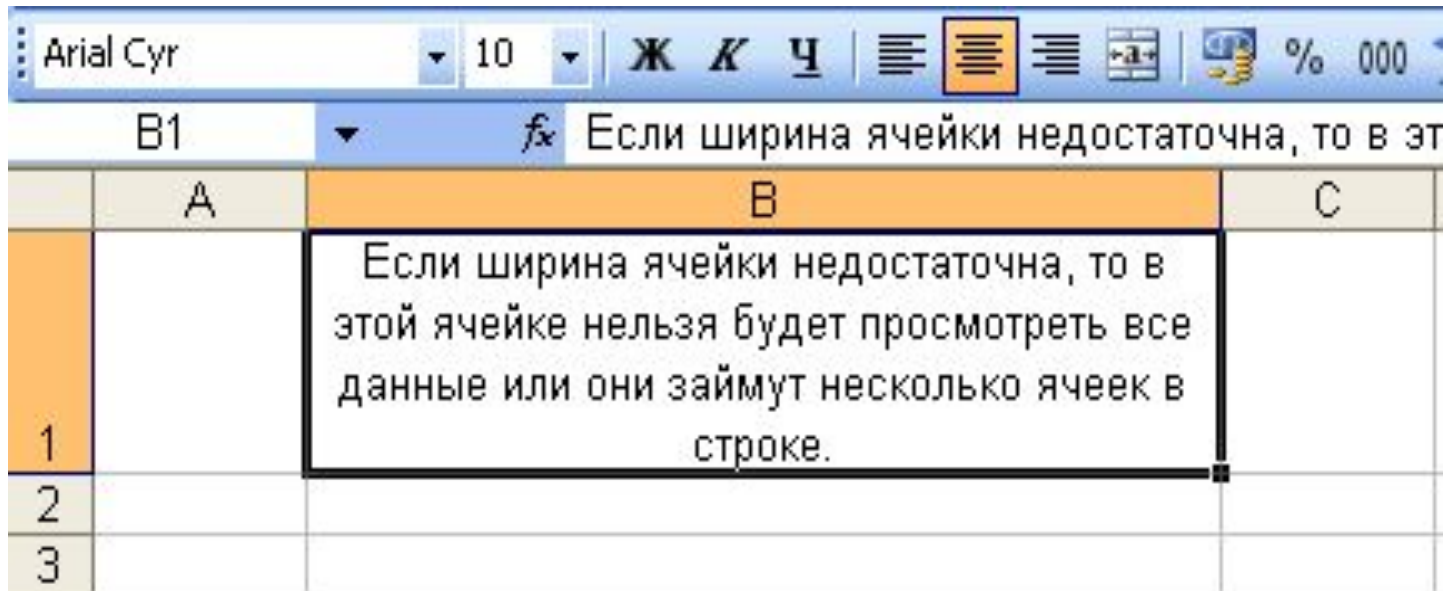 Arial Cyr 10 Ж К Ч % 000
B1 fx Если ширина ячейки недостаточна, то в эт
A B C
Если ширина ячейки недостаточна, то в
этой ячейке нельзя будет просмотреть все
данные или они займут несколько ячеек в
строке.
1
2
3